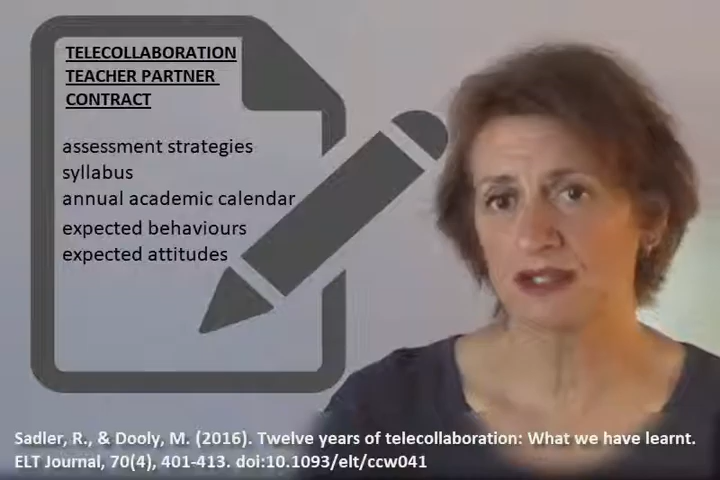 TELECOLLABORATION
TEACHER PARTNER
CONTRACT
assessment strategies
syllabus
annual academic calendar
expected behaviours
expected attitudes
Sadler, R., & Dooly, M. (2016). Twelve years of telecollaboration: What we have learnt.
ELT Journal, 70(4), 401-413. doi:10.1093/elt/ccw041